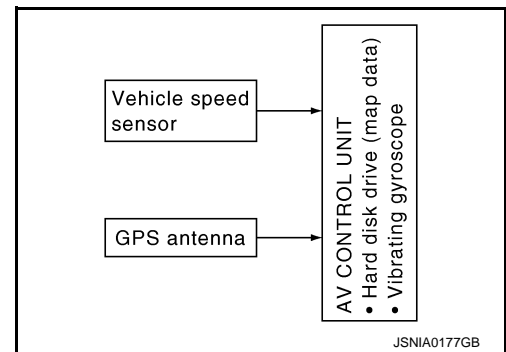 Vehicle speed
sensor
GPS antenna
AV CONTROL UNIT
• Hard disk drive (map data)
• Vibrating gyroscope
JSNIA0177GB